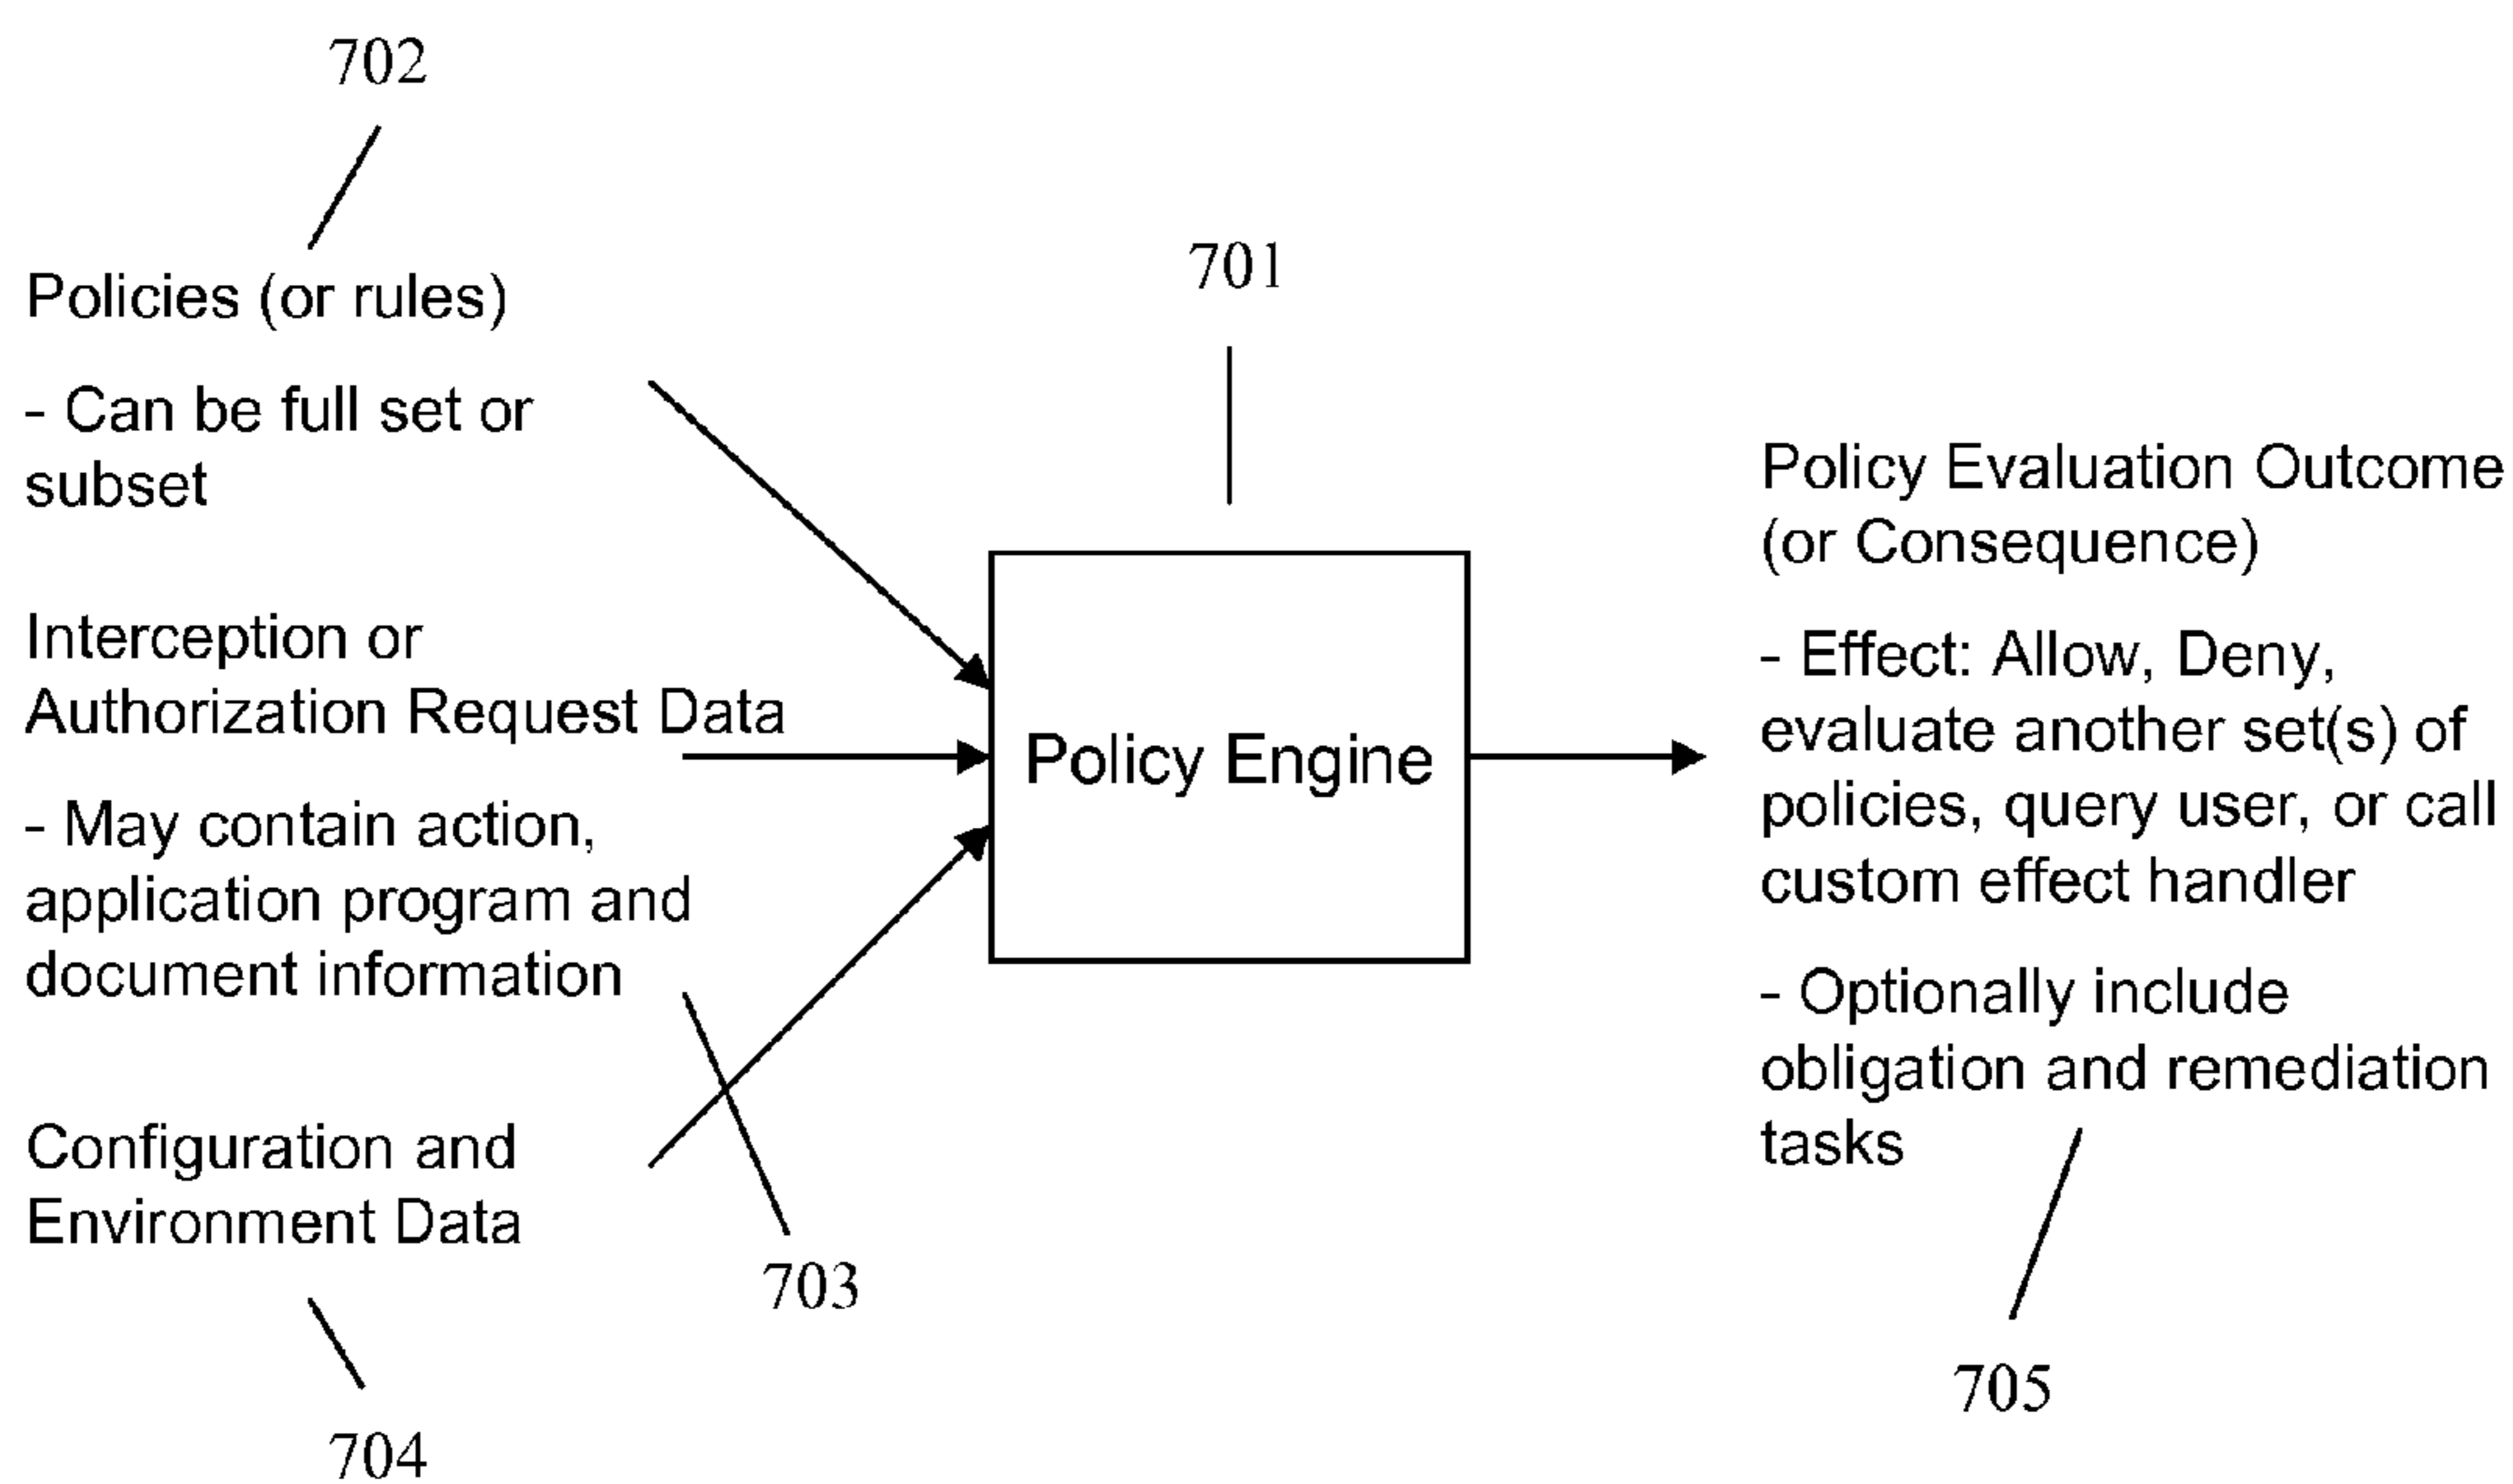 702
Policies (or rules)
- Can be full set or
subset
Interception or
Authorization Request Data
- May contain action,
application program and
document information
Configuration and
Environment Data
703
704
701
Policy Engine
Policy Evaluation Outcome
(or Consequence)
- Effect: Allow, Deny,
evaluate another set(s) of
policies, query user, or call
custom effect handler
- Optionally include
obligation and remediation
tasks
705